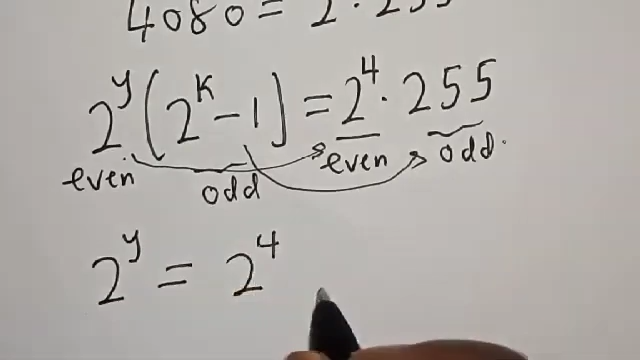 4080 = 2 · 255
2^y (2^k - 1) = 2^4 · 255
even odd even odd.
2^y = 2^4